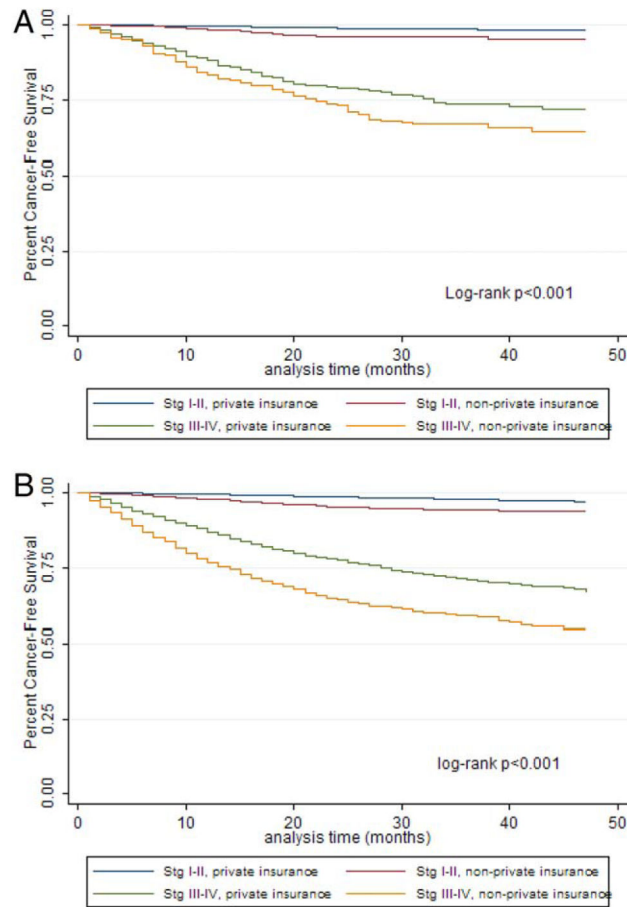 A
Percent Cancer-Free Survival
1.00
0.75
0.50
0.25
0.00
Log-rank p<0.001
0 10 20 30 40 50
analysis time (months)
Stg I-II, private insurance Stg I-II, non-private insurance
Stg III-IV, private insurance Stg III-IV, non-private insurance
B
Percent Cancer-Free Survival
1.00
0.75
0.50
0.25
0.00
log-rank p<0.001
0 10 20 30 40 50
analysis time (months)
Stg I-II, private insurance Stg I-II, non-private insurance
Stg III-IV, private insurance Stg III-IV, non-private insurance